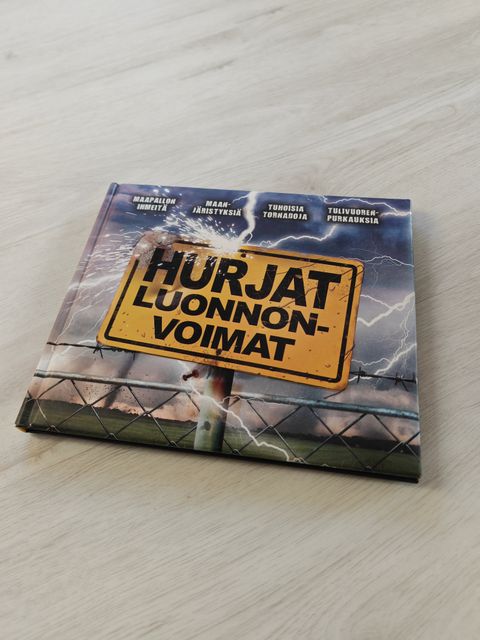 MAAPALLON
IHMEITÄ
MAAN-
JÄRISTYKSIÄ
TUHOISIA
TORNADOJA
TULIVUOREN-
PURKAUKSIA
HURJAT
LUONNON-
VOIMAT